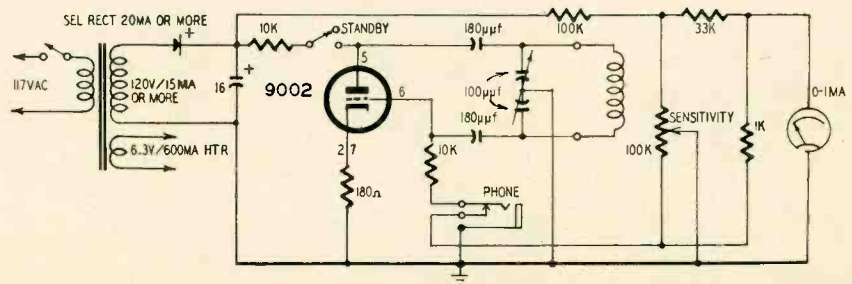 SEL RECT 20MA OR MORE
+
10K
STANDBY
180µµf
100K
33K
117VAC
120V/15MA
OR MORE
16
+
9002
5
6
2
7
100µµf
180µµf
0-1MA
SENSITIVITY
100K
1K
6.3V/600MA HTR
180Ω
10K
PHONE